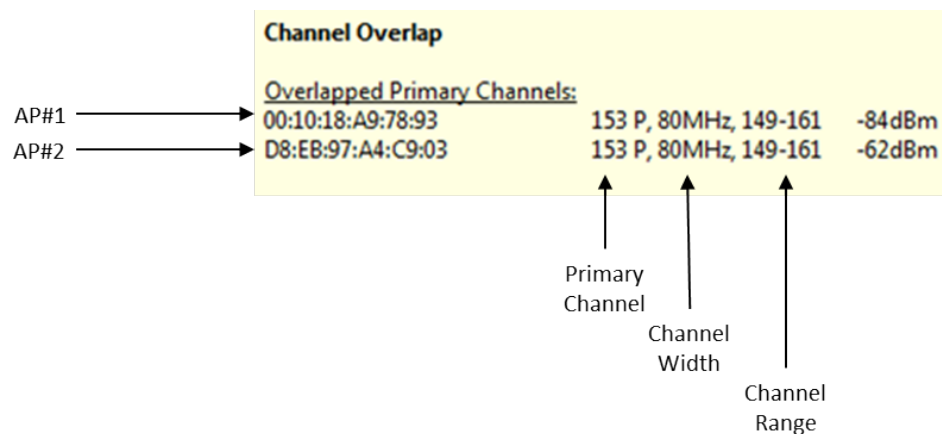 Channel Overlap
Overlapped Primary Channels:
AP#1 00:10:18:A9:78:93 153 P, 80MHz, 149-161 -84dBm
AP#2 D8:EB:97:A4:C9:03 153 P, 80MHz, 149-161 -62dBm
Primary
Channel
Channel
Width
Channel
Range